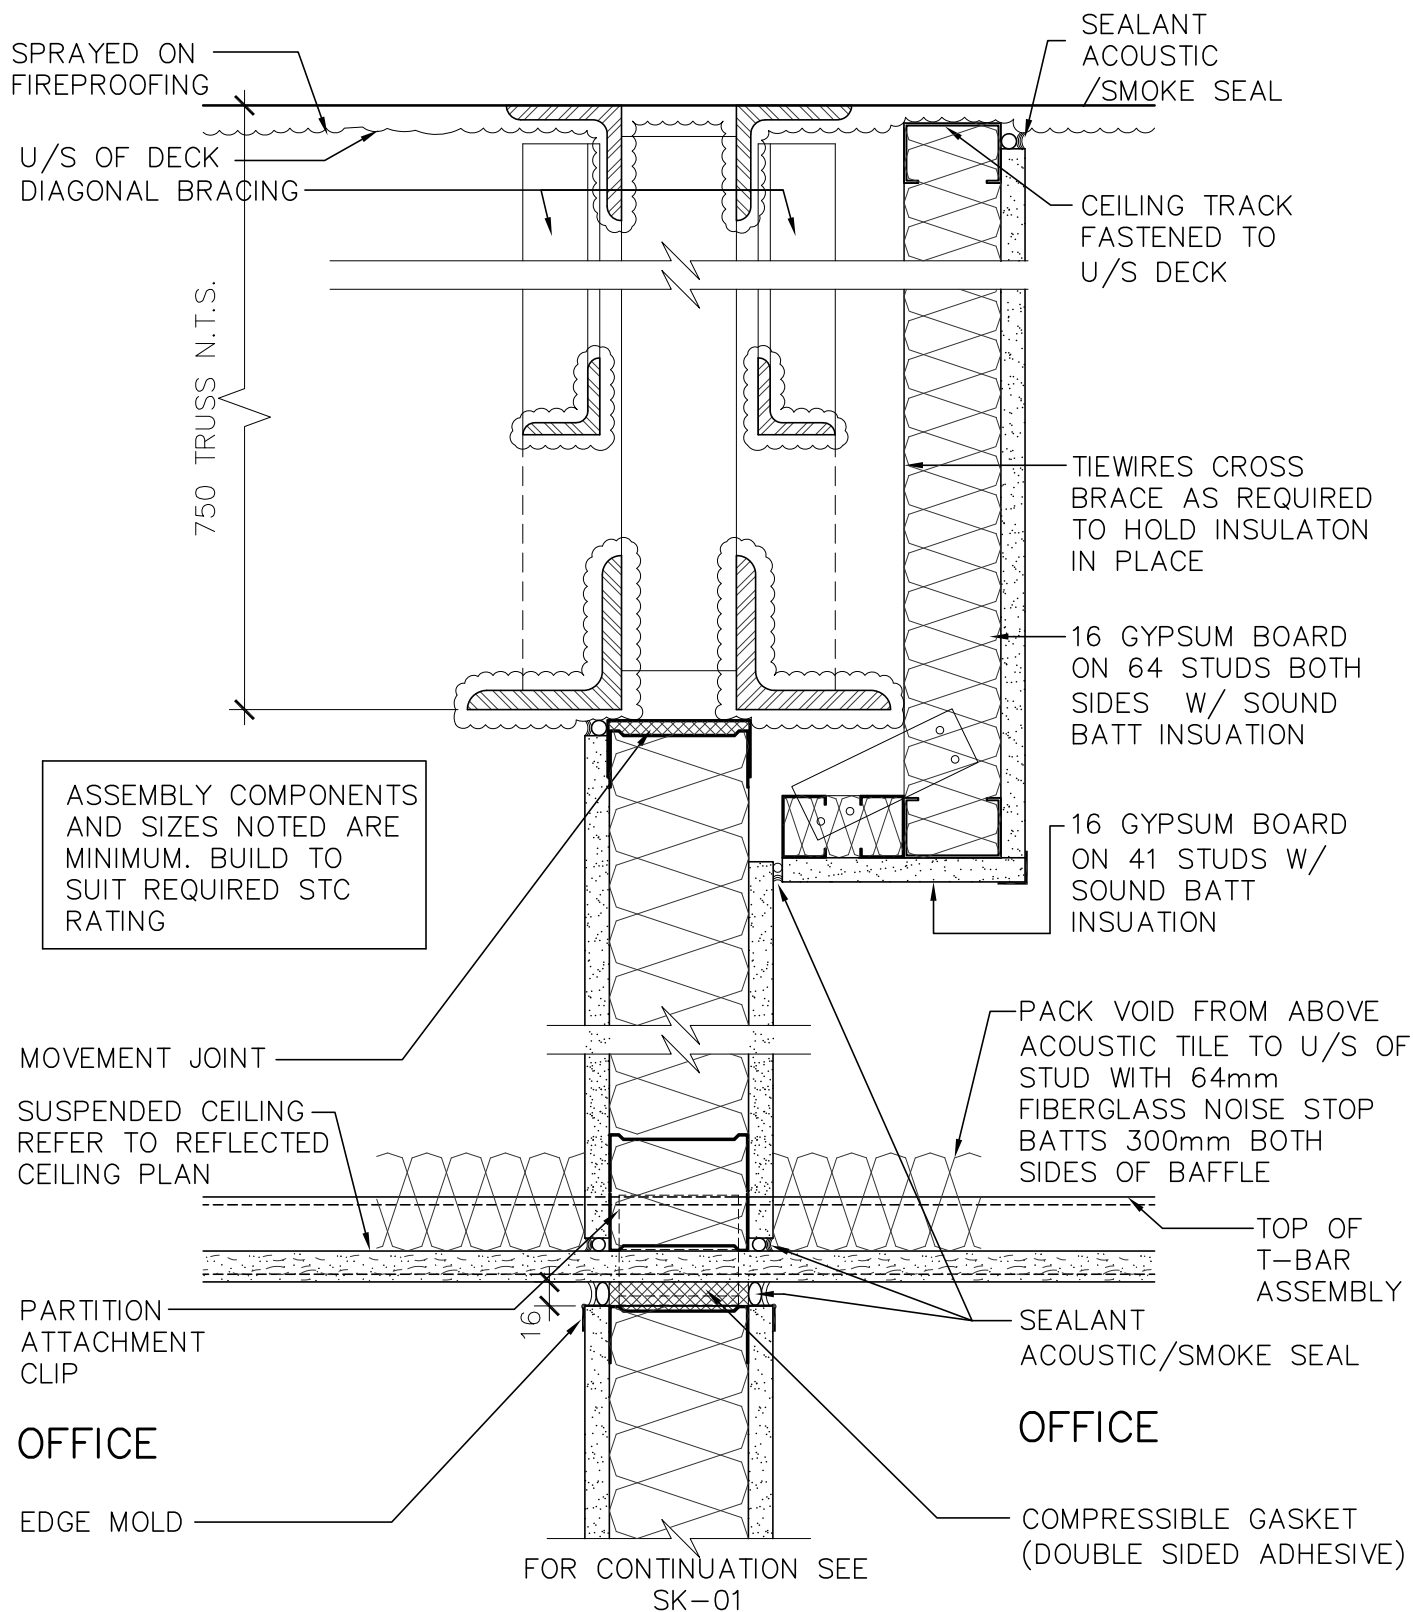 SPRAYED ON
FIREPROOFING
U/S OF DECK
DIAGONAL BRACING
750 TRUSS N.T.S.
SEALANT
ACOUSTIC
/SMOKE SEAL
CEILING TRACK
FASTENED TO
U/S DECK
TIEWIRES CROSS
BRACE AS REQUIRED
TO HOLD INSULATON
IN PLACE
16 GYPSUM BOARD
ON 64 STUDS BOTH
SIDES W/ SOUND
BATT INSUATION
ASSEMBLY COMPONENTS
AND SIZES NOTED ARE
MINIMUM. BUILD TO
SUIT REQUIRED STC
RATING
16 GYPSUM BOARD
ON 41 STUDS W/
SOUND BATT
INSUATION
MOVEMENT JOINT
SUSPENDED CEILING
REFER TO REFLECTED
CEILING PLAN
PACK VOID FROM ABOVE
ACOUSTIC TILE TO U/S OF
STUD WITH 64mm
FIBERGLASS NOISE STOP
BATTS 300mm BOTH
SIDES OF BAFFLE
TOP OF
T-BAR
ASSEMBLY
PARTITION
ATTACHMENT
CLIP
16
SEALANT
ACOUSTIC/SMOKE SEAL
OFFICE
OFFICE
EDGE MOLD
COMPRESSIBLE GASKET
(DOUBLE SIDED ADHESIVE)
FOR CONTINUATION SEE
SK-01